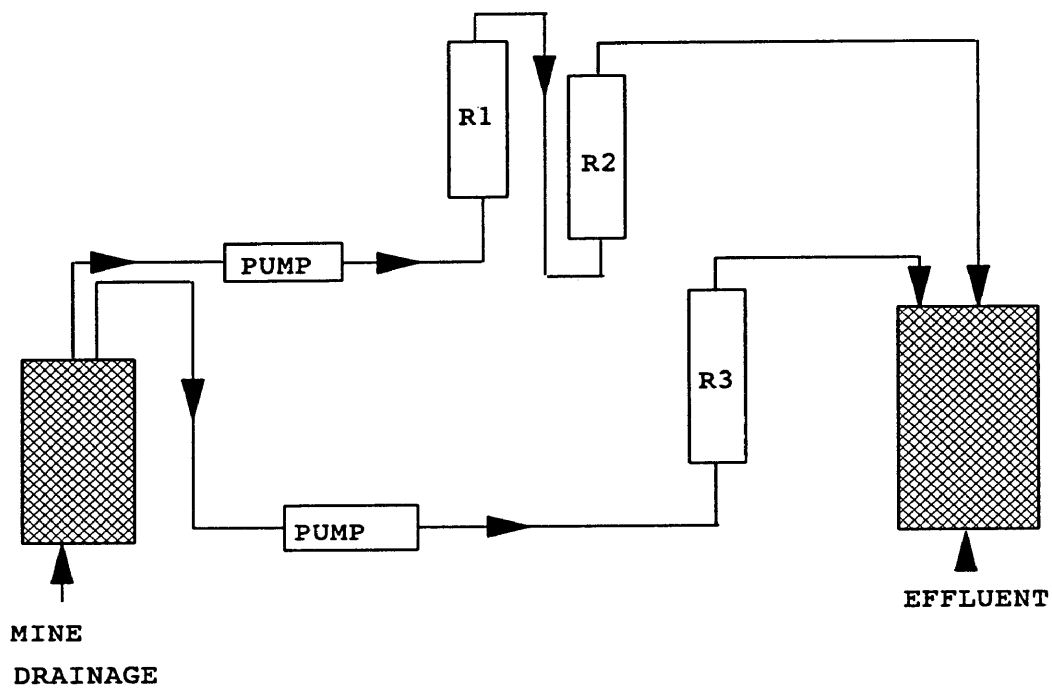 R1
R2
PUMP
R3
PUMP
EFFLUENT
MINE
DRAINAGE